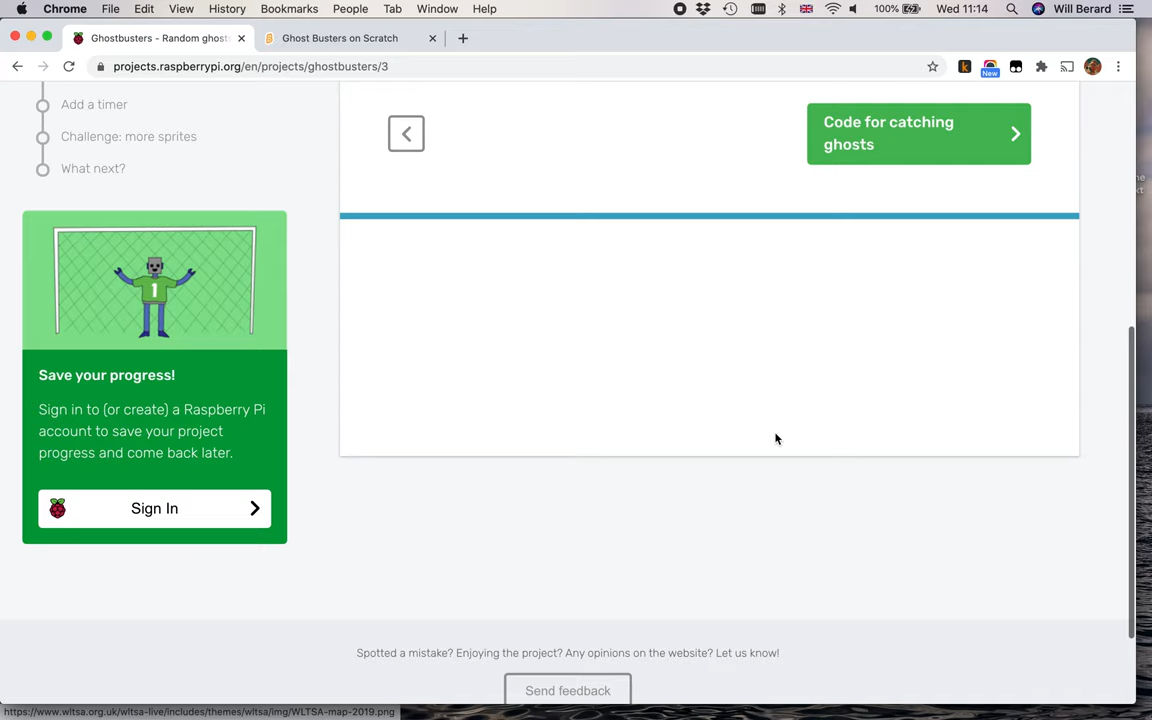 Chrome File Edit View History Bookmarks People Tab Window Help 100% Wed 11:14 Will Berard
Ghostbusters - Random ghost Ghost Busters on Scratch
projects.raspberrypi.org/en/projects/ghostbusters/3
New
Add a timer
Challenge: more sprites
What next?
Code for catching
ghosts
1
Save your progress!
Sign in to (or create) a Raspberry Pi
account to save your project
progress and come back later.
Sign In
Spotted a mistake? Enjoying the project? Any opinions on the website? Let us know!
Send feedback
https://www.wltsa.org.uk/wltsa-live/includes/themes/wltsa/img/WLTSA-map-2019.png